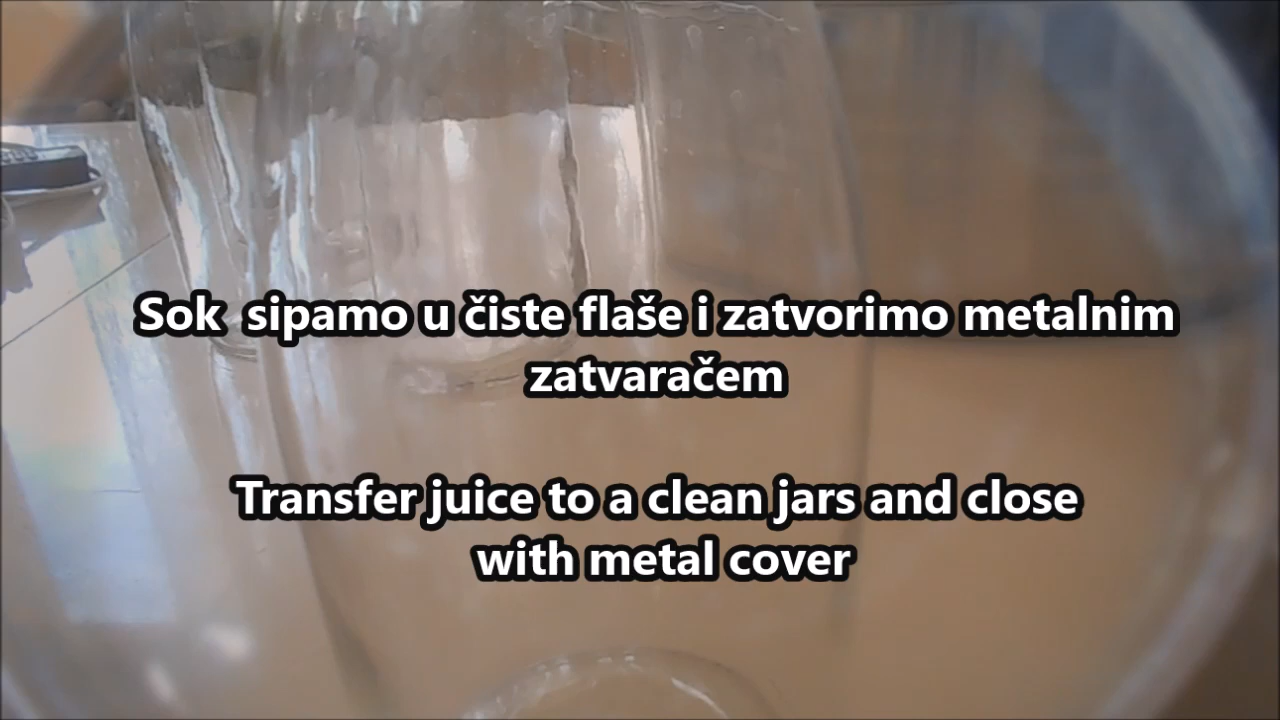 Sok sipamo u čiste flaše i zatvorimo metalnim
zatvaračem
Transfer juice to a clean jars and close
with metal cover